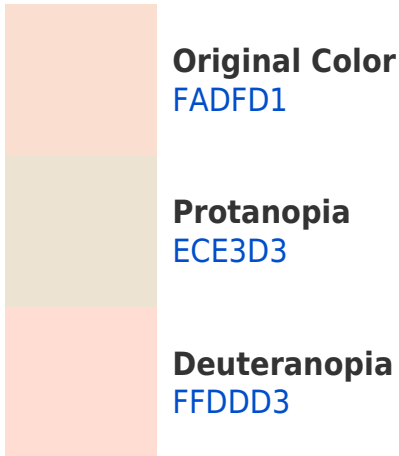 Original Color
FADFD1
Protanopia
ECE3D3
Deuteranopia
FFDDD3